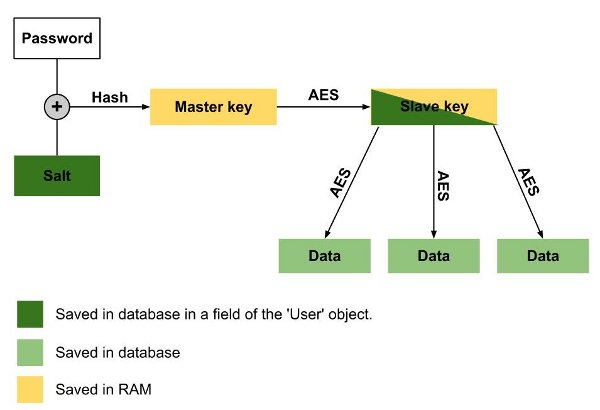 Password
+
Hash
Master key
AES
Slave key
Salt
AES
AES
AES
Data
Data
Data
Saved in database in a field of the 'User' object.
Saved in database
Saved in RAM